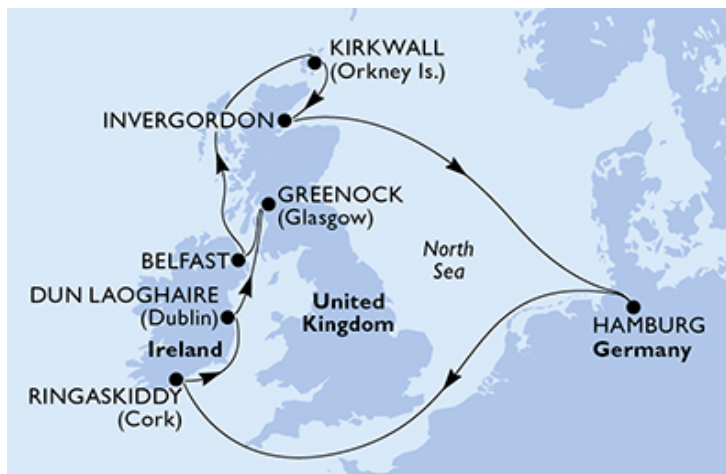 KIRKWALL
(Orkney Is.)
INVERGORDON
GREENOCK
(Glasgow)
BELFAST
North
Sea
DUN LAOGHAIRE
(Dublin)
United
Kingdom
HAMBURG
Germany
Ireland
RINGASKIDDY
(Cork)